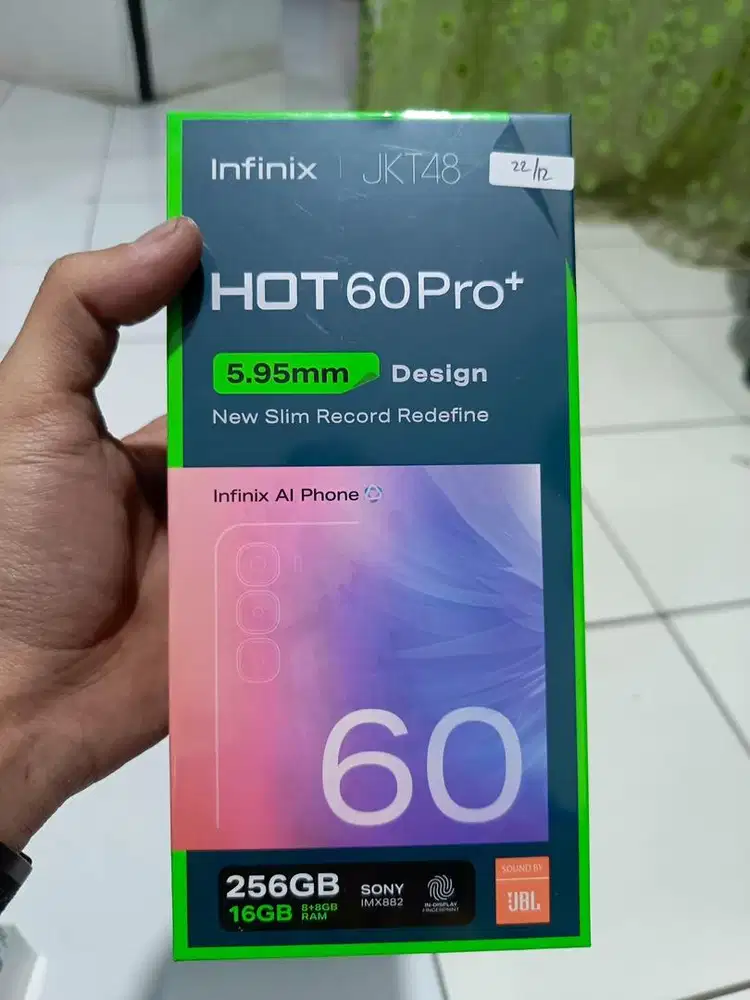 Infinix | JKT48
22/12
HOT 60 Pro+
5.95mm Design
New Slim Record Redefine
Infinix AI Phone
60
256GB
16GB 8+8GB RAM
SONY
IMX882
IN-DISPLAY
FINGERPRINT
SOUND BY
JBL